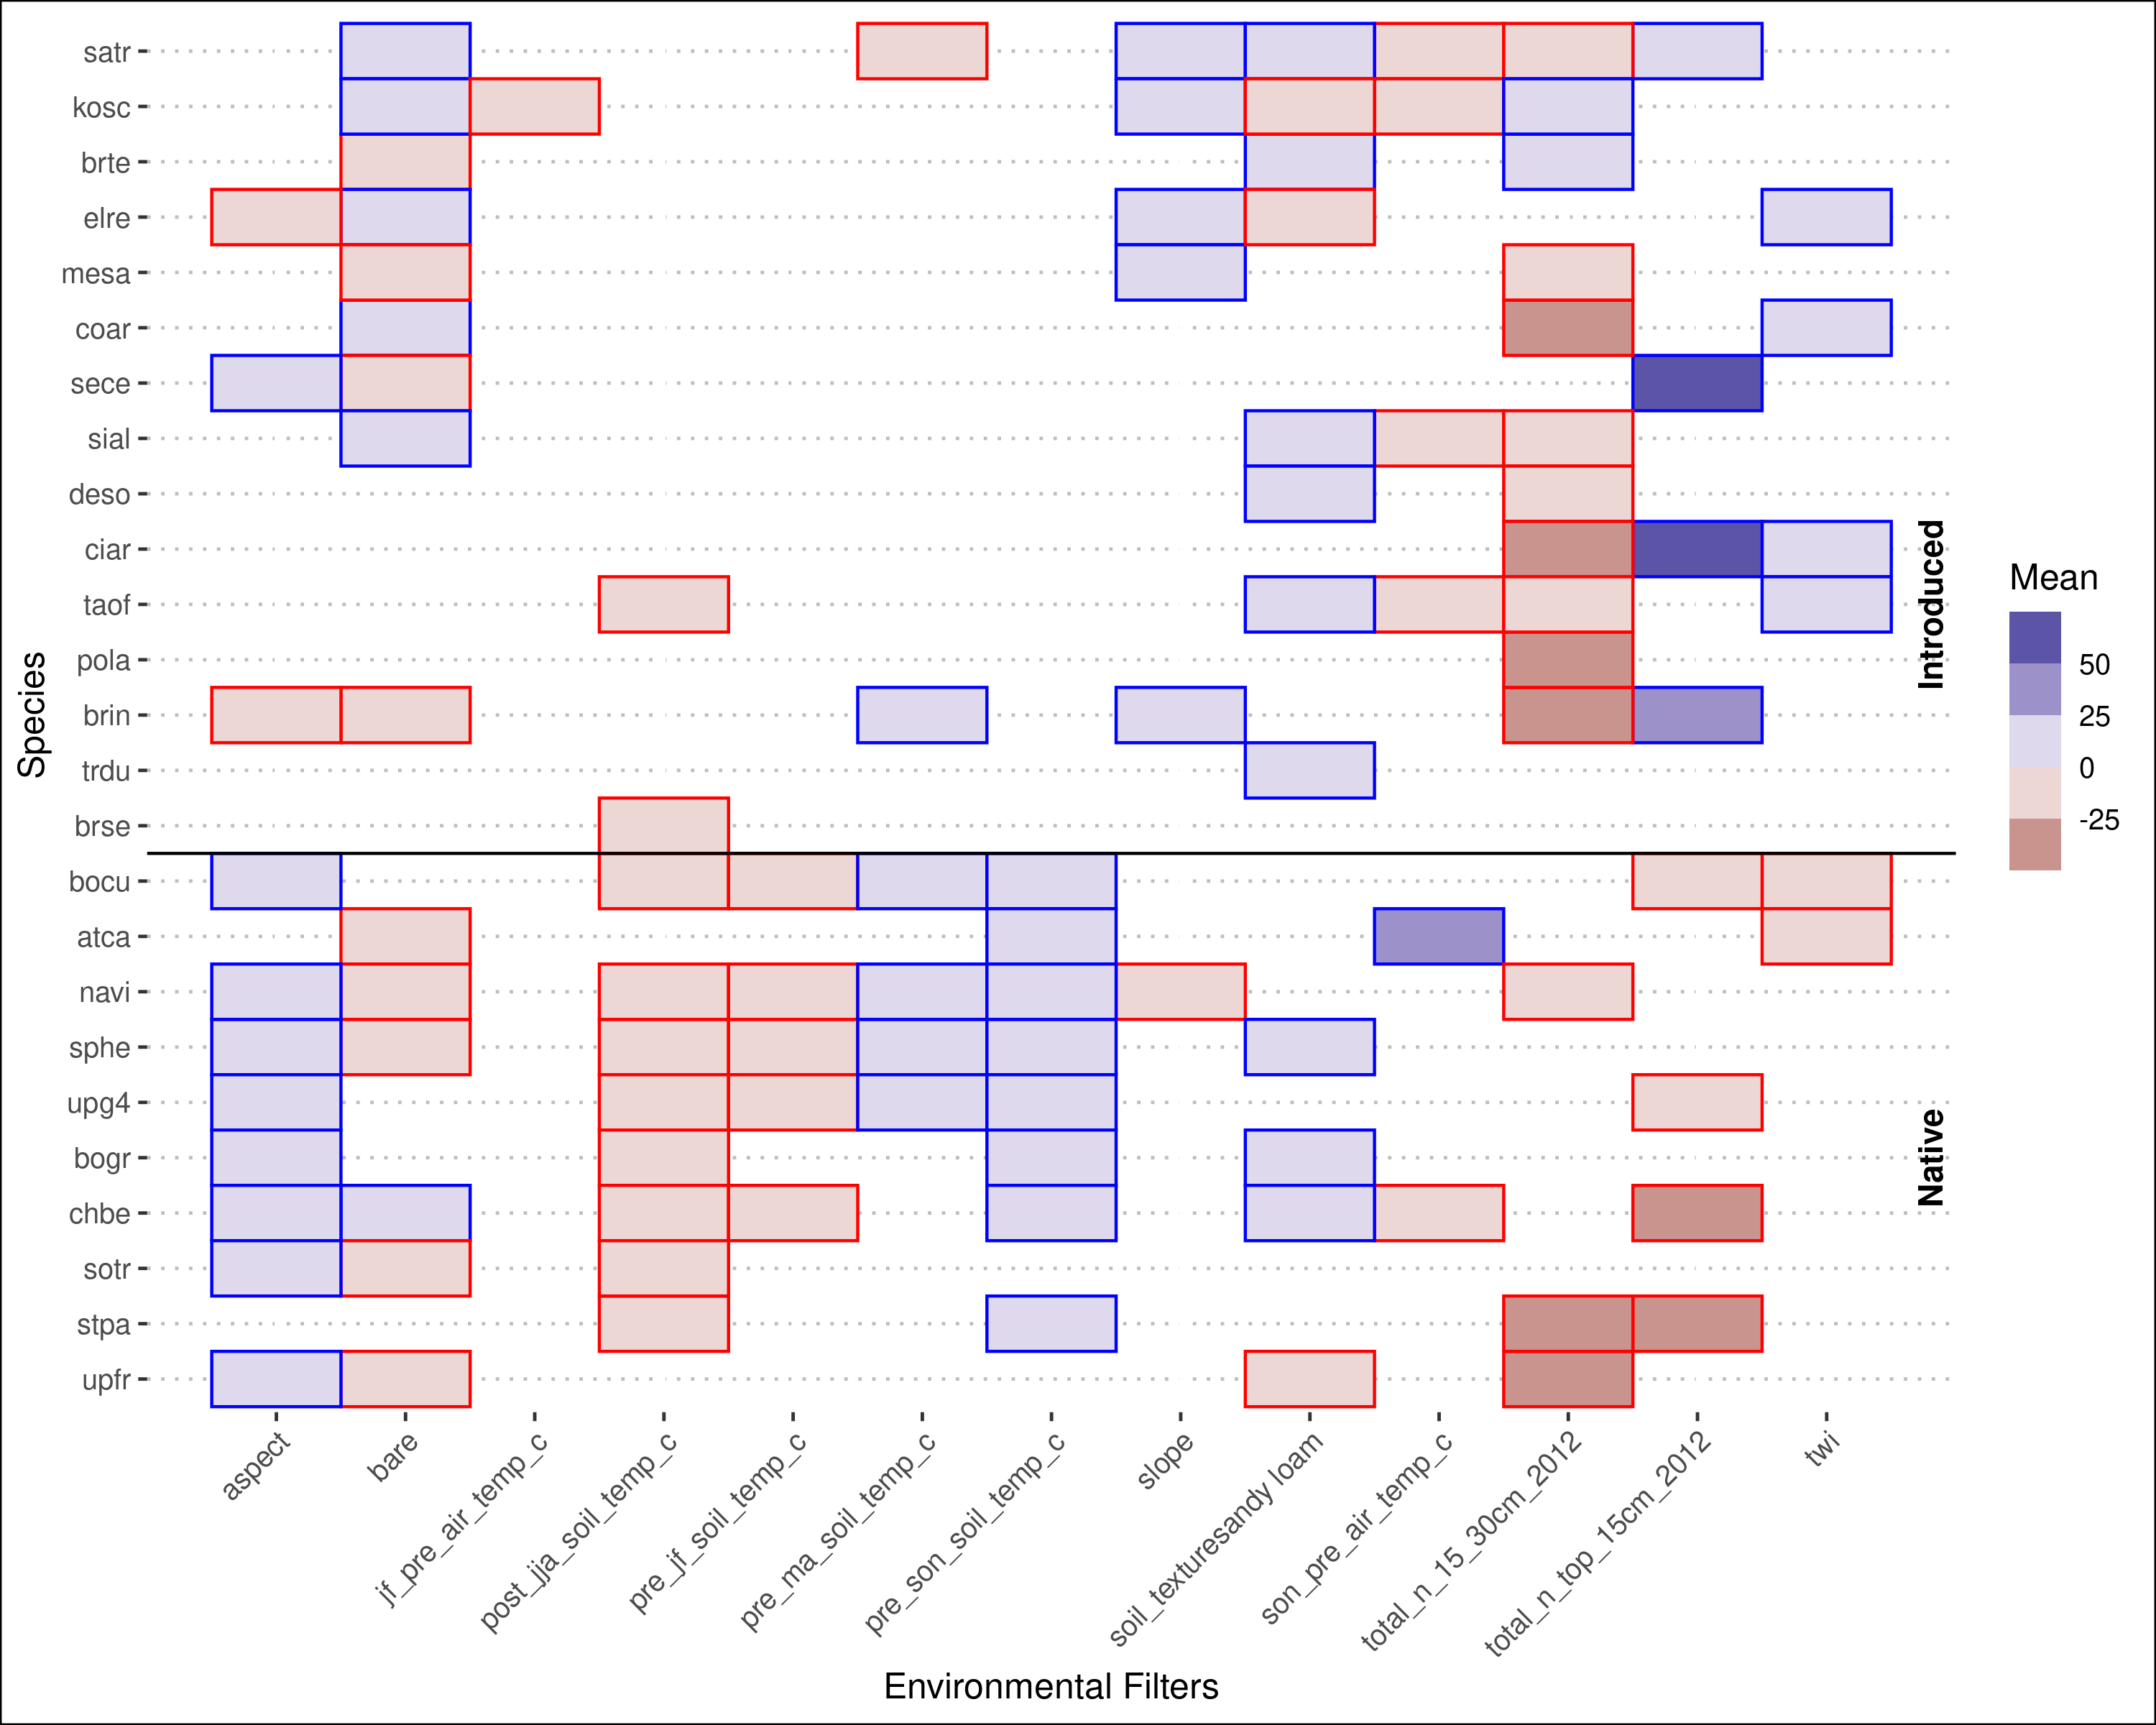 satr
kosc
brte
elre
mesa
coar
sece
sial
deso
ciar
taof
pola
brin
trdu
brse
bocu
atca
navi
sphe
upg4
bogr
chbe
sotr
stpa
upfr
Species
Introduced
Native
Mean
50
25
0
-25
aspect
bare
jf_pre_air_temp_c
post_jja_soil_temp_c
pre_jf_soil_temp_c
pre_ma_soil_temp_c
pre_son_soil_temp_c
slope
soil_texturesandy loam
son_pre_air_temp_c
total_n_15_30cm_2012
total_n_top_15cm_2012
twi
Environmental Filters